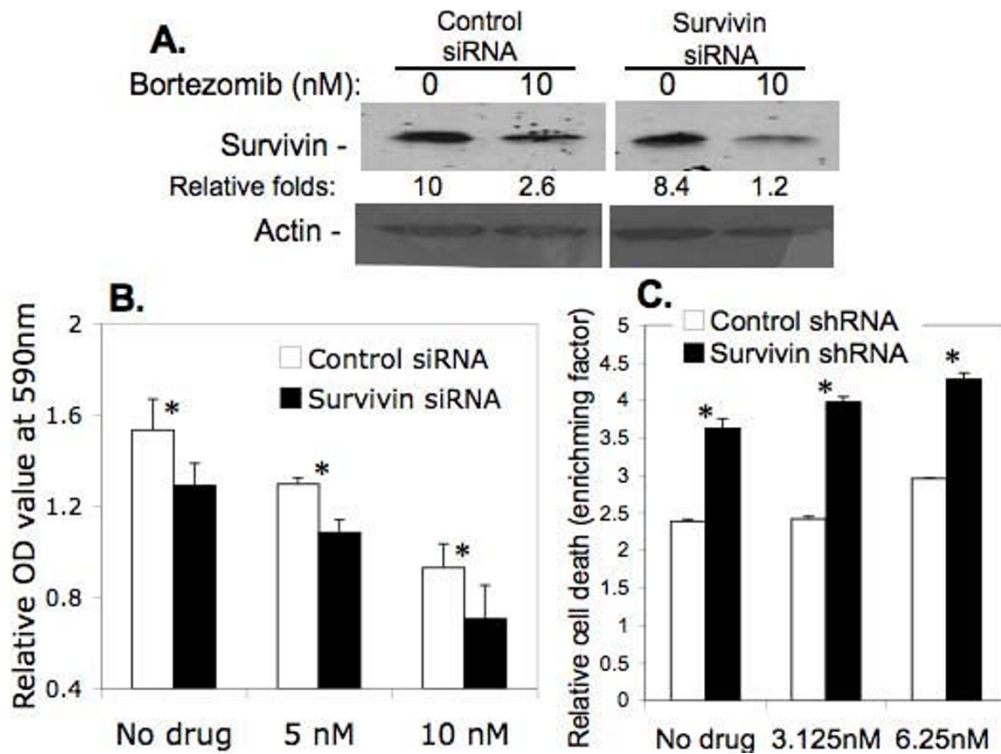 A.
Control
siRNA
Survivin
siRNA
Bortezomib (nM):
0 10 0 10
Survivin -
Relative folds: 10 2.6 8.4 1.2
Actin -
B.
Relative OD value at 590nm
2
1.6
1.2
0.8
0.4
Control siRNA
Survivin siRNA
*
*
*
No drug 5 nM 10 nM
C.
Relative cell death (enrichming factor)
5
4.5
4
3.5
3
2.5
2
1.5
1
0.5
0
Control shRNA
Survivin shRNA
*
*
*
No drug 3.125nM 6.25nM